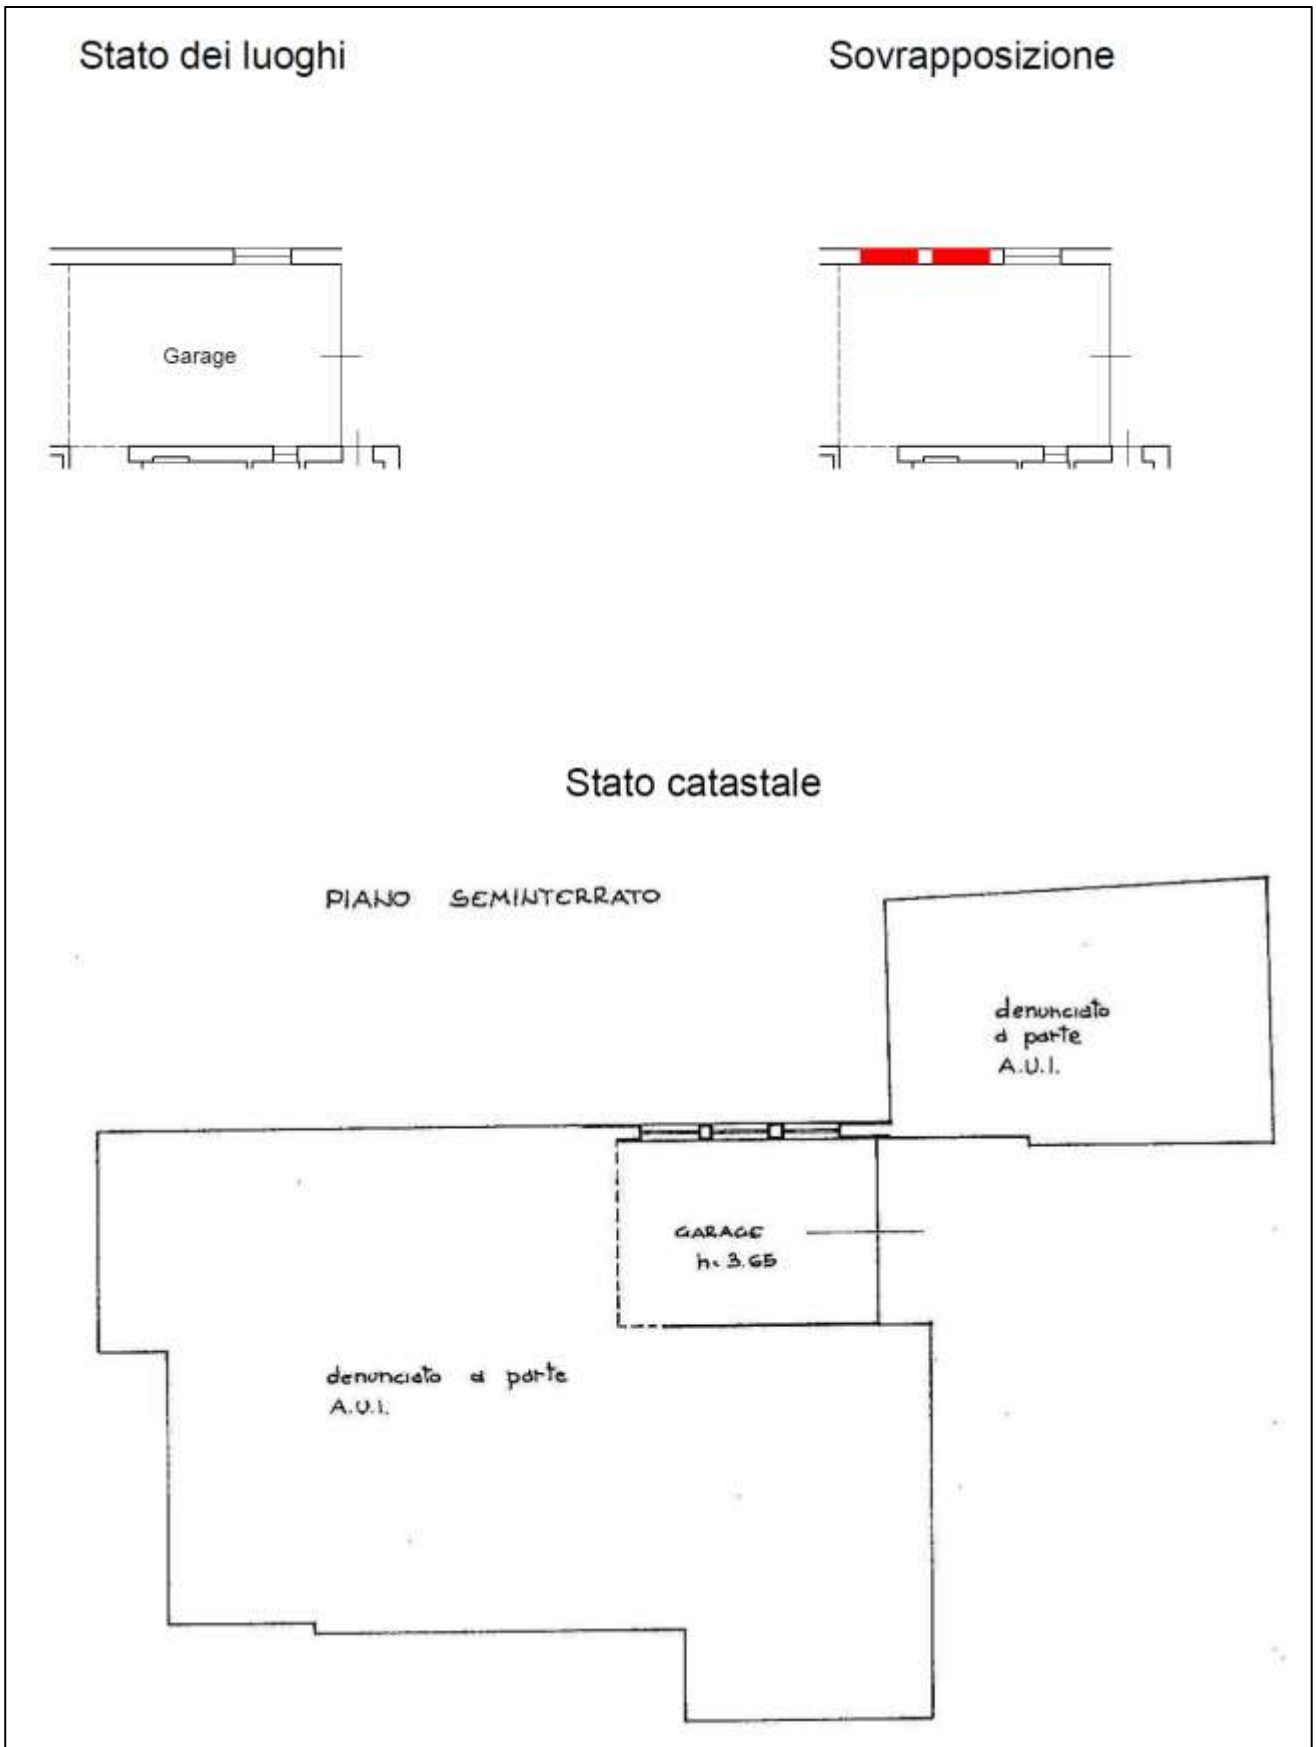 Stato dei luoghi
Sovrapposizione
Garage
Stato catastale
PIANO SEMINTERRATO
denunciato
a parte
A.U.I.
GARAGE
h= 3.65
denunciato a parte
A.U.I.